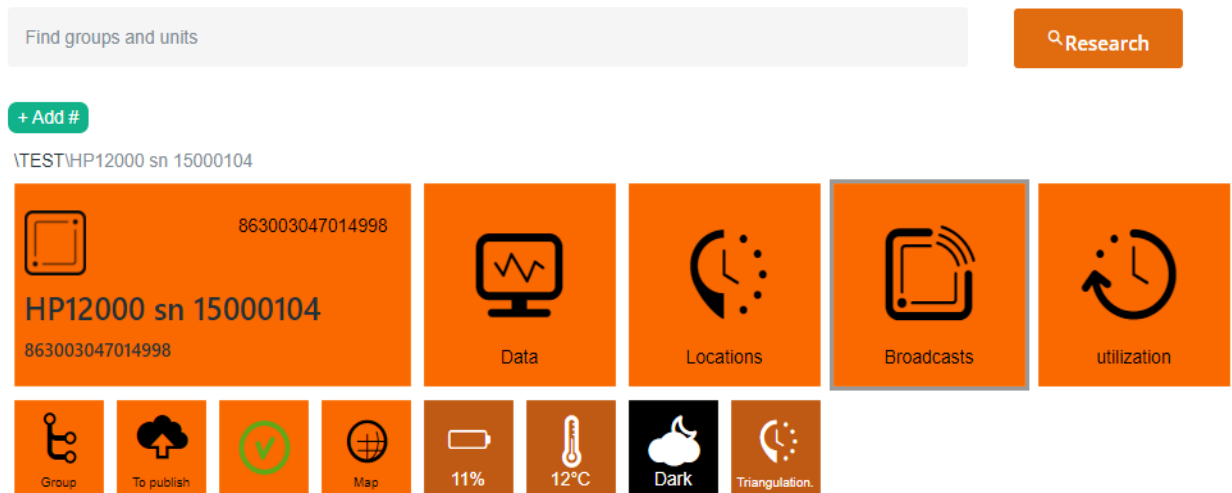 Find groups and units
Research
+ Add #
\TEST\HP12000 sn 15000104
863003047014998
HP12000 sn 15000104
863003047014998
Data
Locations
Broadcasts
utilization
Group
To publish
Map
11%
12°C
Dark
Triangulation.